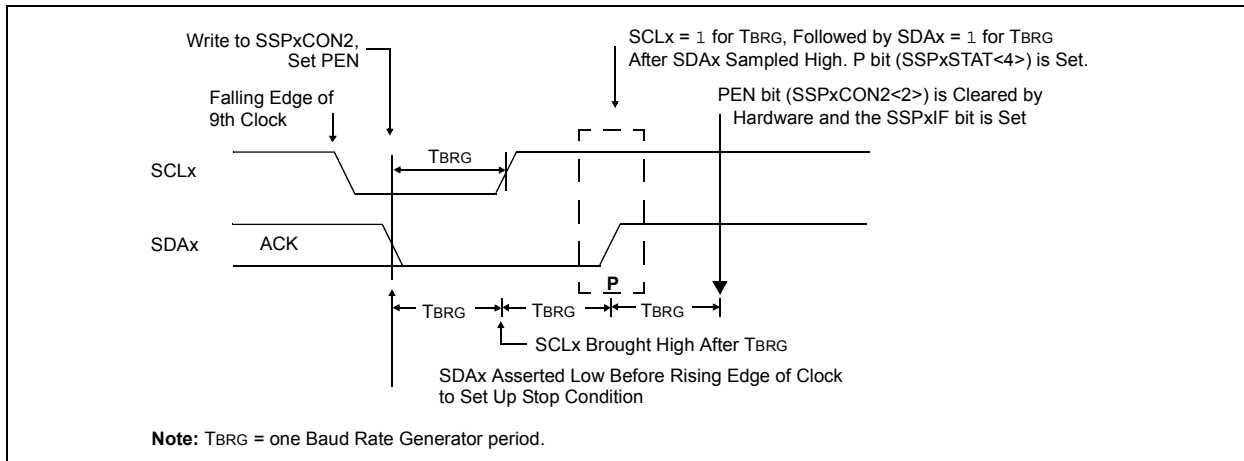 Write to SSPxCON2,
Set PEN
SCLx = 1 for TBRG, Followed by SDAx = 1 for TBRG
After SDAx Sampled High. P bit (SSPxSTAT<4>) is Set.
Falling Edge of
9th Clock
PEN bit (SSPxCON2<2>) is Cleared by
Hardware and the SSPxIF bit is Set
SCLx
TBRG
SDAx
ACK
P
TBRG
TBRG
TBRG
SCLx Brought High After TBRG
SDAx Asserted Low Before Rising Edge of Clock
to Set Up Stop Condition
Note: TBRG = one Baud Rate Generator period.